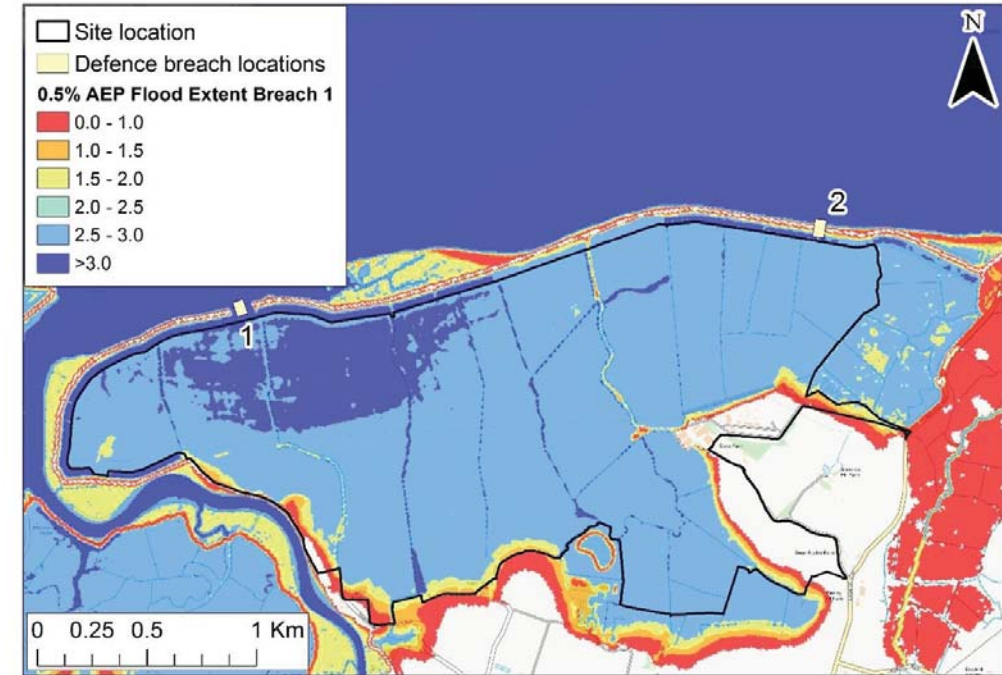 Site location
Defence breach locations
0.5% AEP Flood Extent Breach 1
0.0 - 1.0
1.0 - 1.5
1.5 - 2.0
2.0 - 2.5
2.5 - 3.0
>3.0
N
2
1
0 0.25 0.5 1 Km